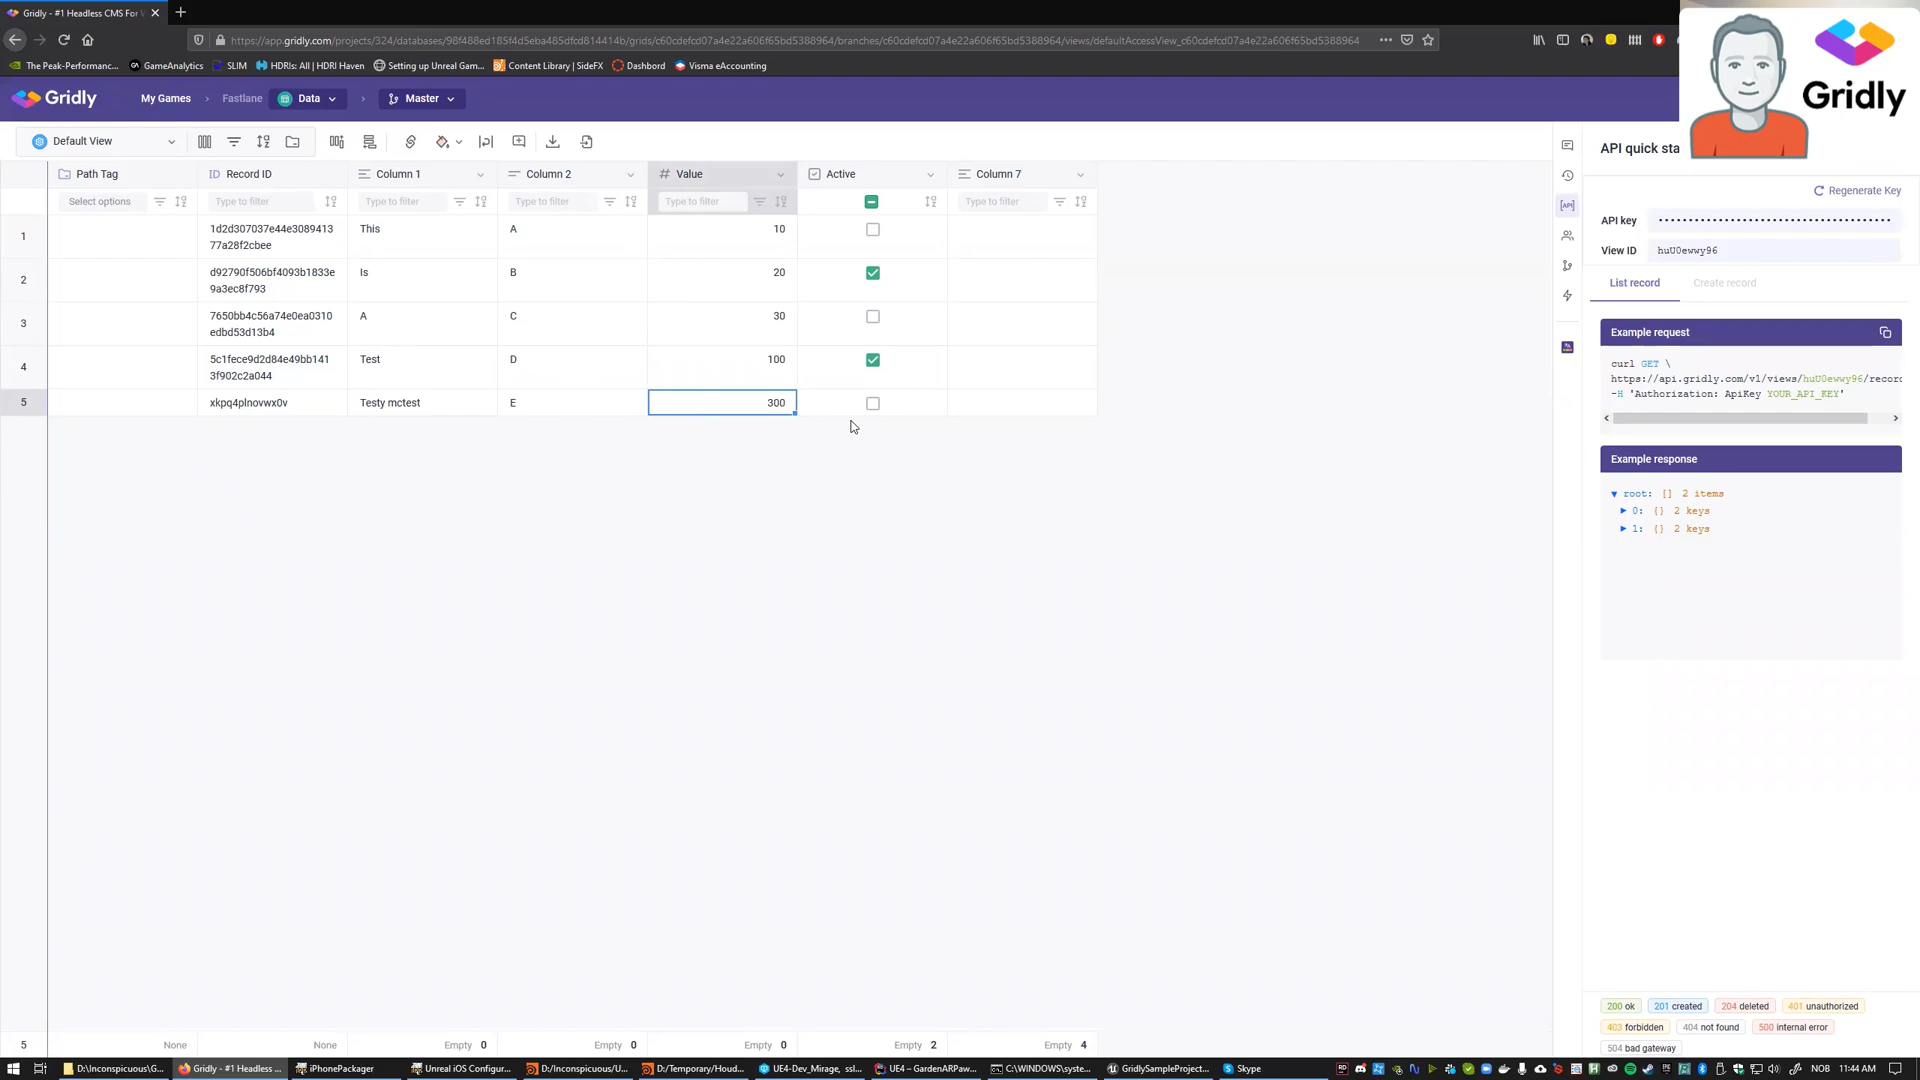 Gridly - #1 Headless CMS For V
https://app.gridly.com/projects/324/databases/98f488ed185f4d5eba485dfcd814414b/grids/c60cdefcd07a4e22a606f65bd5388964/branches/c60cdefcd07a4e22a606f65bd5388964/views/defaultAccessView_c60cdefcd07a4e22a606f65bd5388964
The Peak-Performanc... GameAnalytics SLIM HDRIs: All | HDRI Haven Setting up Unreal Gam... Content Library | SideFX Dashbord Visma eAccounting
Gridly
Gridly My Games Fastlane Data Master
Default View
API quick sta
Regenerate Key
API key
View ID huU0ewwy96
List record Create record
Path Tag Record ID Column 1 Column 2 Value Active Column 7
Select options Type to filter Type to filter Type to filter Type to filter Type to filter
1 1d2d307037e44e3089413 This A 10
77a28f2cbee
2 d92790f506bf4093b1833e Is B 20
9a3ec8f793
3 7650bb4c56a74e0ea0310 A C 30
edbd53d13b4
4 5c1fece9d2d84e49bb141 Test D 100
3f902c2a044
5 xkpq4plnovwx0v Testy mctest E 300
Example request
curl GET \
https://api.gridly.com/v1/views/huU0ewwy96/recor
-H 'Authorization: ApiKey YOUR_API_KEY'
Example response
root: [] 2 items
0: {} 2 keys
1: {} 2 keys
200 ok 201 created 204 deleted 401 unauthorized
403 forbidden 404 not found 500 internal error
504 bad gateway
5 None None Empty 0 Empty 0 Empty 0 Empty 2 Empty 4
D:\Inconspicuous\G... Gridly - #1 Headless ... iPhonePackager Unreal iOS Configur... D:/Inconspicuous/U... D:/Temporary/Houd... UE4-Dev_Mirage, ssl... UE4 – GardenARPaw... C:\WINDOWS\syste... GridlySampleProject... Skype NOB 11:44 AM